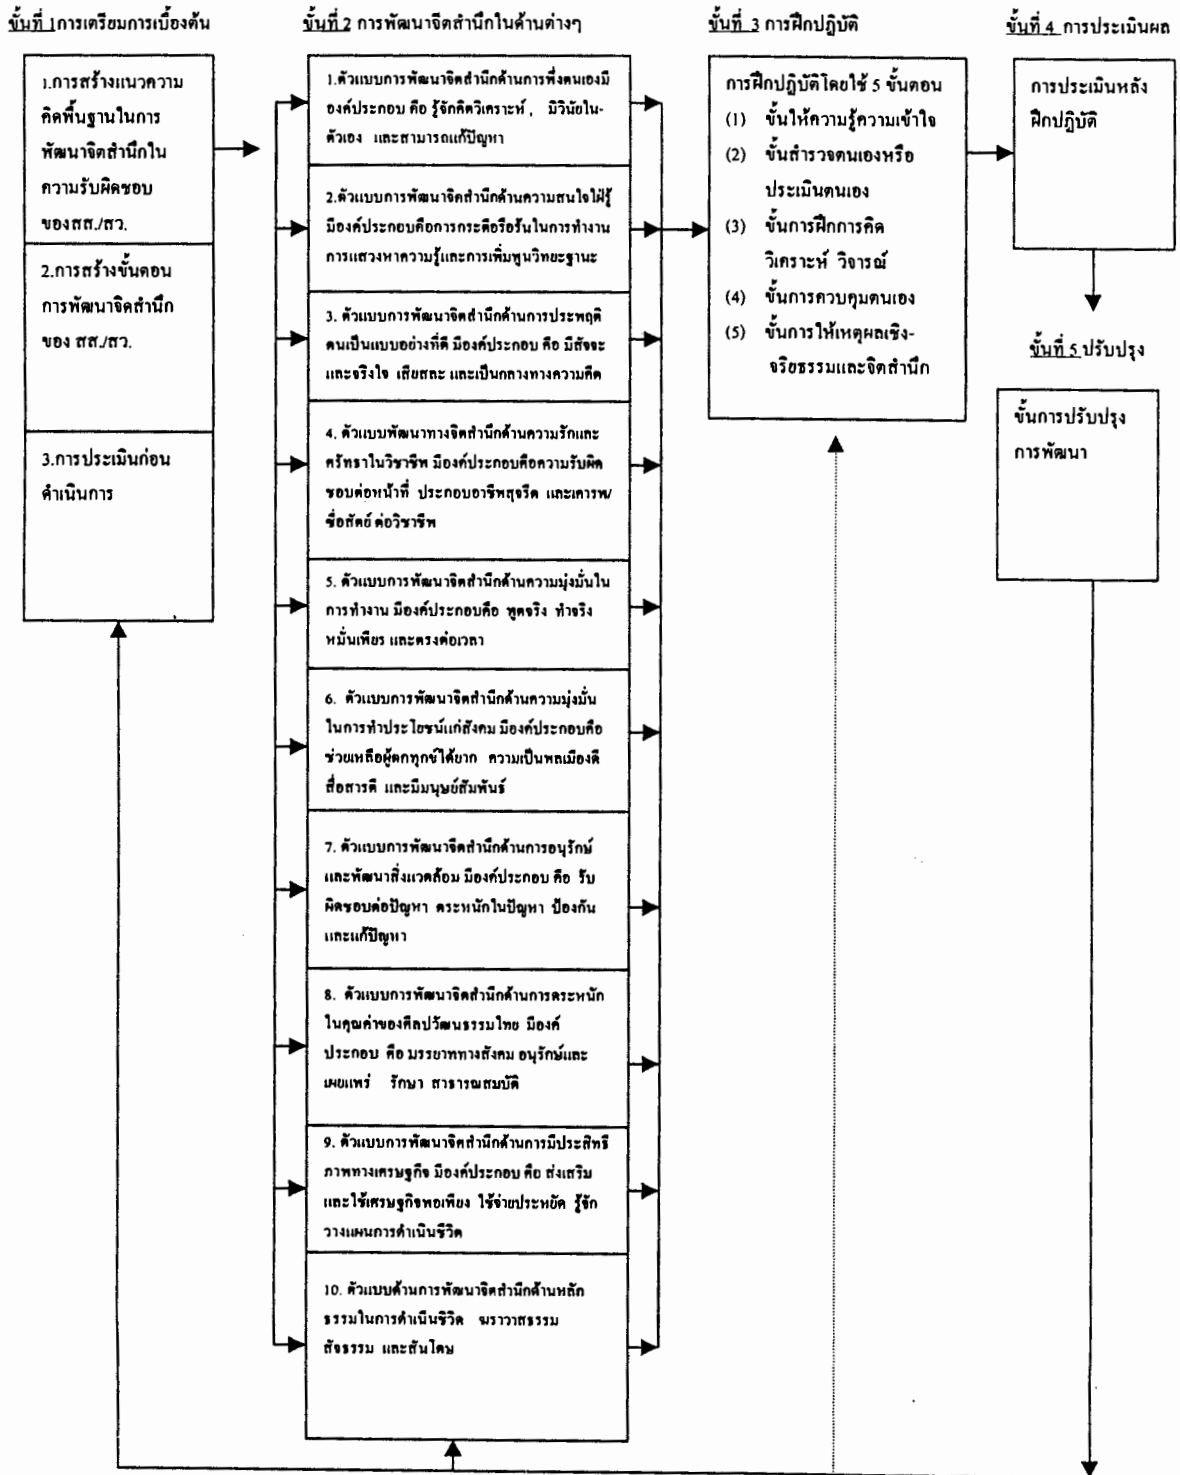 ขั้นที่ 1การเตรียมการเบื้องต้น
1.การสร้างแนวความ
คิดพื้นฐานในการ
พัฒนาจิตสำนึกใน
ความรับผิดชอบ
ของสส./สว.
2.การสร้างขั้นตอน
การพัฒนาจิตสำนึก
ของ สส./สว.
3.การประเมินก่อน
ดำเนินการ
ขั้นที่ 2 การพัฒนาจิตสำนึกในด้านต่างๆ
1.ตัวแบบการพัฒนาจิตสำนึกด้านการพึ่งตนเองมี
องค์ประกอบ คือ รู้จักคิดวิเคราะห์ , มีวินัยใน-
ตัวเอง และสามารถแก้ปัญหา
2.ตัวแบบการพัฒนาจิตสำนึกด้านความสนใจใฝ่รู้
มีองค์ประกอบคือการกระตือรือร้นในการทำงาน
การแสวงหาความรู้และการเพิ่มพูนวิทยะฐานะ
3. ตัวแบบการพัฒนาจิตสำนึกด้านการประพฤติ
ตนเป็นแบบอย่างที่ดี มีองค์ประกอบ คือ มีสัจจะ
และจริงใจ เสียสละ และเป็นกลางทางความคิด
4. ตัวแบบพัฒนาทางจิตสำนึกด้านความรักและ
ศรัทธาในวิชาชีพ มีองค์ประกอบคือความรับผิด
ชอบต่อหน้าที่ ประกอบอาชีพสุจริต และเคารพ/
ซื่อสัตย์ ต่อวิชาชีพ
5. ตัวแบบการพัฒนาจิตสำนึกด้านความมุ่งมั่นใน
การทำงาน มีองค์ประกอบคือ พูดจริง ทำจริง
หมั่นเพียร และตรงต่อเวลา
6. ตัวแบบการพัฒนาจิตสำนึกด้านความมุ่งมั่น
ในการทำประโยชน์แก่สังคม มีองค์ประกอบคือ
ช่วยเหลือผู้ตกทุกข์ได้ยาก ความเป็นพลเมืองดี
สื่อสารดี และมีมนุษย์สัมพันธ์
7. ตัวแบบการพัฒนาจิตสำนึกด้านการอนุรักษ์
และพัฒนาสิ่งแวดล้อม มีองค์ประกอบ คือ รับ
ผิดชอบต่อปัญหา ตระหนักในปัญหา ป้องกัน
และแก้ปัญหา
8. ตัวแบบการพัฒนาจิตสำนึกด้านการตระหนัก
ในคุณค่าของศิลปวัฒนธรรมไทย มีองค์
ประกอบ คือ มรรยาททางสังคม อนุรักษ์และ
เผยแพร่ รักษา สาธารณสมบัติ
9. ตัวแบบการพัฒนาจิตสำนึกด้านการมีประสิทธิ
ภาพทางเศรษฐกิจ มีองค์ประกอบ คือ ส่งเสริม
และใช้เศรษฐกิจพอเพียง ใช้จ่ายประหยัด รู้จัก
วางแผนการดำเนินชีวิต
10. ตัวแบบด้านการพัฒนาจิตสำนึกด้านหลัก
ธรรมในการดำเนินชีวิต ฆราวาสธรรม
สัจธรรม และสันโดษ
ขั้นที่ 3 การฝึกปฏิบัติ
การฝึกปฏิบัติโดยใช้ 5 ขั้นตอน
(1) ขั้นให้ความรู้ความเข้าใจ
(2) ขั้นสำรวจตนเองหรือ
ประเมินตนเอง
(3) ขั้นการฝึกการคิด
วิเคราะห์ วิจารณ์
(4) ขั้นการควบคุมตนเอง
(5) ขั้นการให้เหตุผลเชิง-
จริยธรรมและจิตสำนึก
ขั้นที่ 4 การประเมินผล
การประเมินหลัง
ฝึกปฏิบัติ
ขั้นที่ 5 ปรับปรุง
ขั้นการปรับปรุง
การพัฒนา